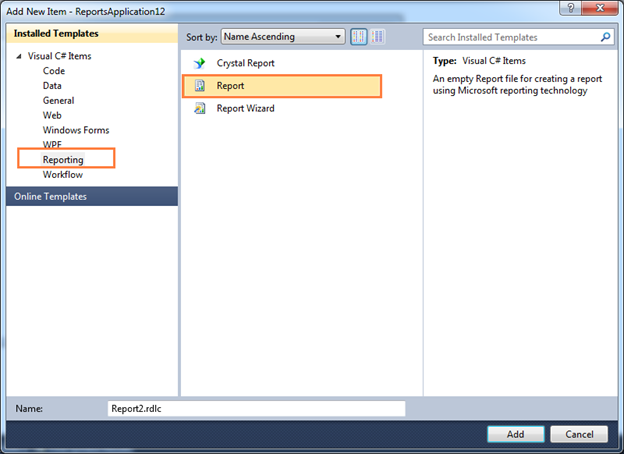 Add New Item - ReportsApplication12
Installed Templates
Sort by: Name Ascending
Search Installed Templates
Visual C# Items
Code
Data
General
Web
Windows Forms
WPF
Reporting
Workflow
Online Templates
Crystal Report
Report
Report Wizard
Type: Visual C# Items
An empty Report file for creating a report
using Microsoft reporting technology
Name: Report2.rdlc
Add Cancel